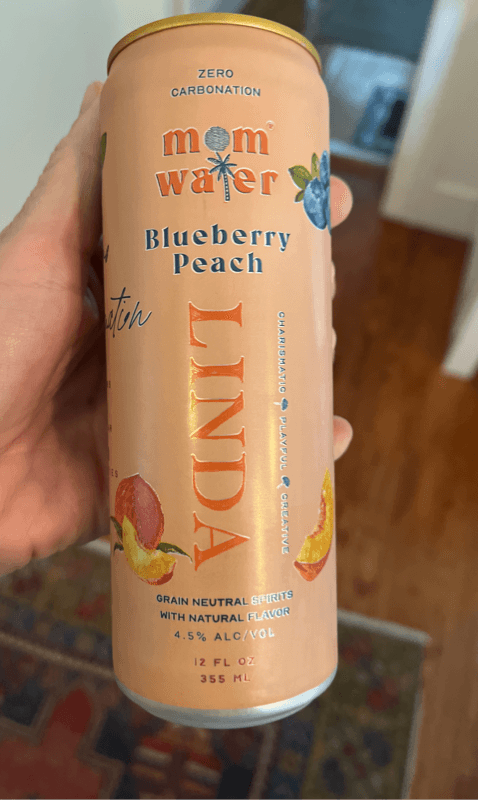 ZERO
CARBONATION
mom
water
Blueberry
Peach
LINDA
CHARISMATIC PLAYFUL CREATIVE
GRAIN NEUTRAL SPIRITS
WITH NATURAL FLAVOR
4.5% ALC/VOL
12 FL OZ
355 ML